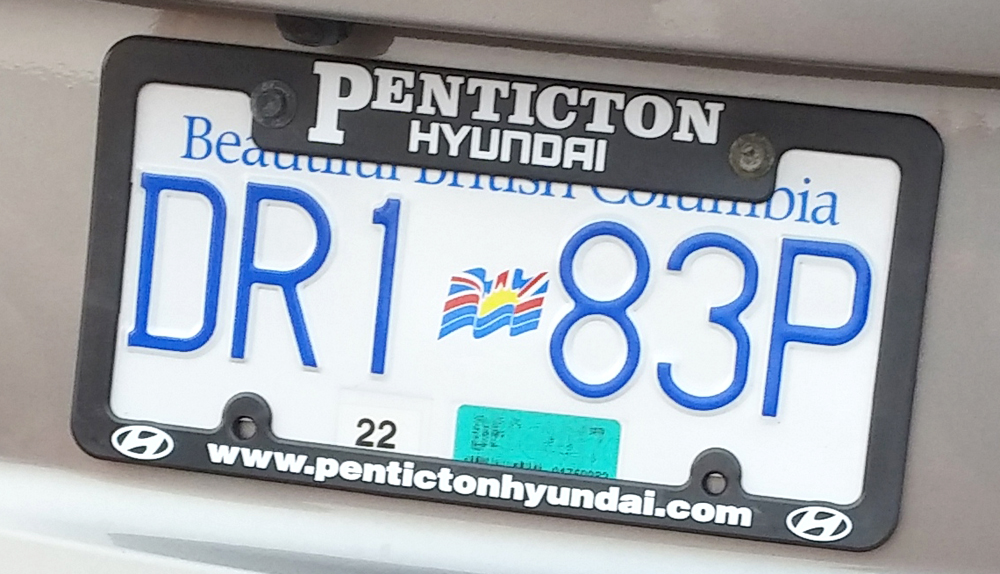 PENTICTON
HYUNDAI
Beautiful British Columbia
DR1 83P
22
www.pentictonhyundai.com